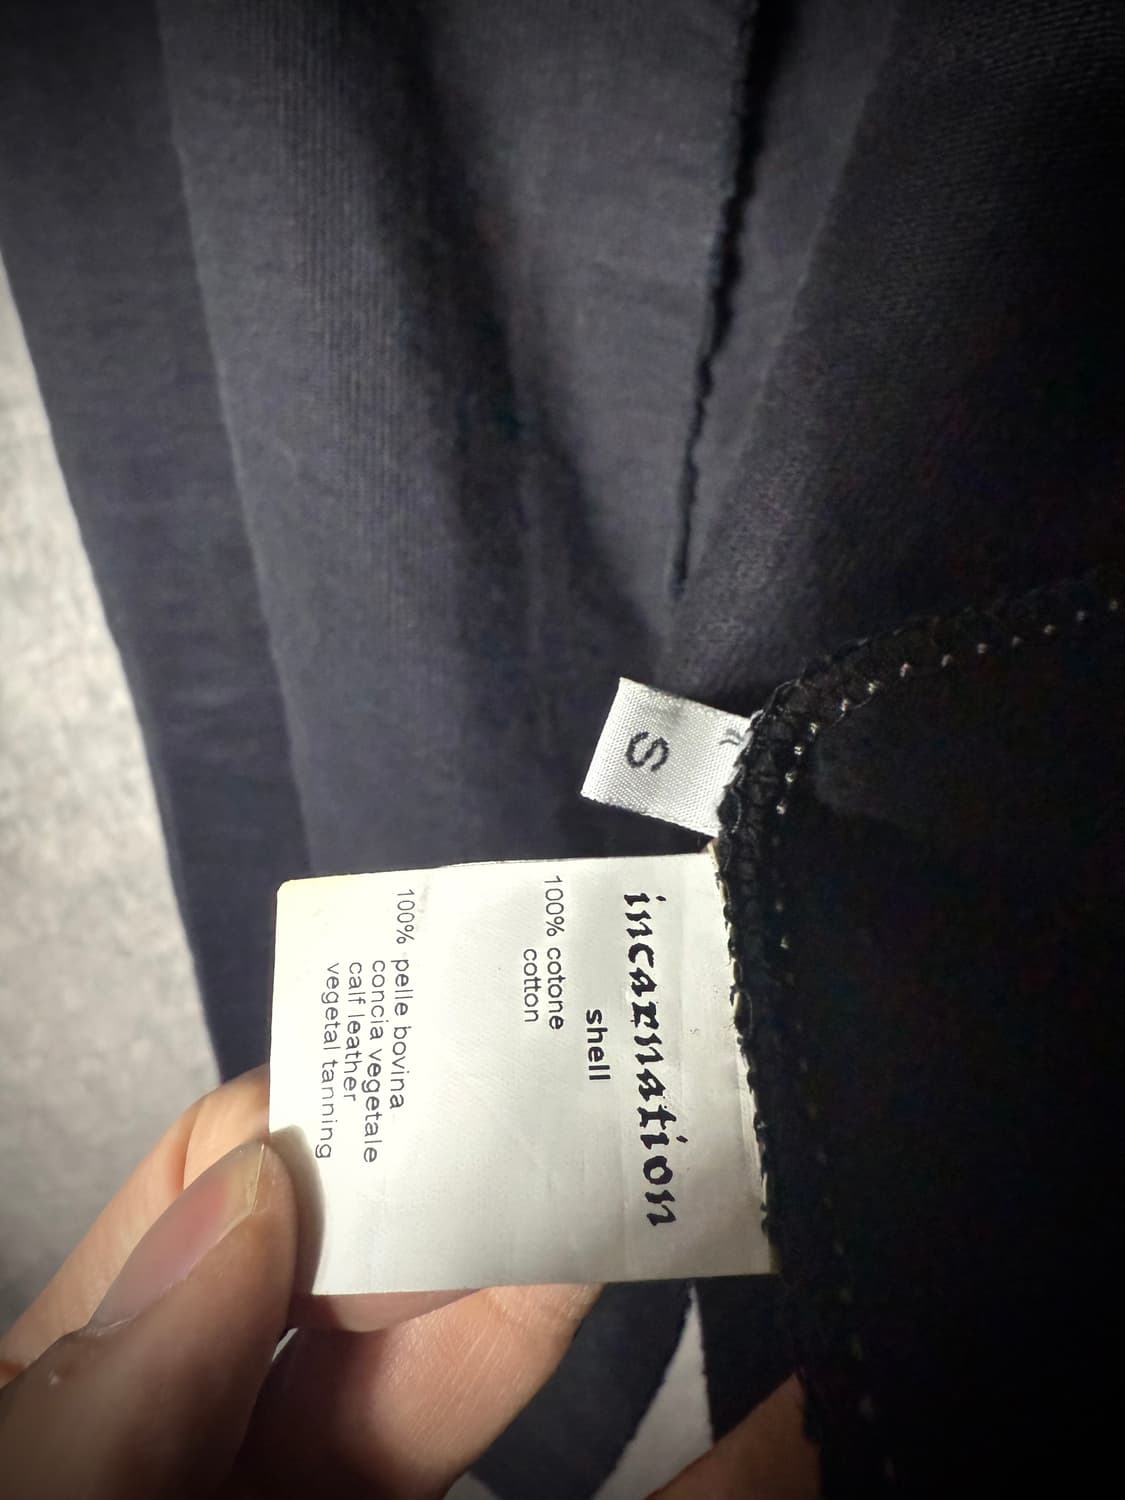 S
incarnation
shell
100% cotone
cotton
100% pelle bovina
concia vegetale
calf leather
vegetal tanning